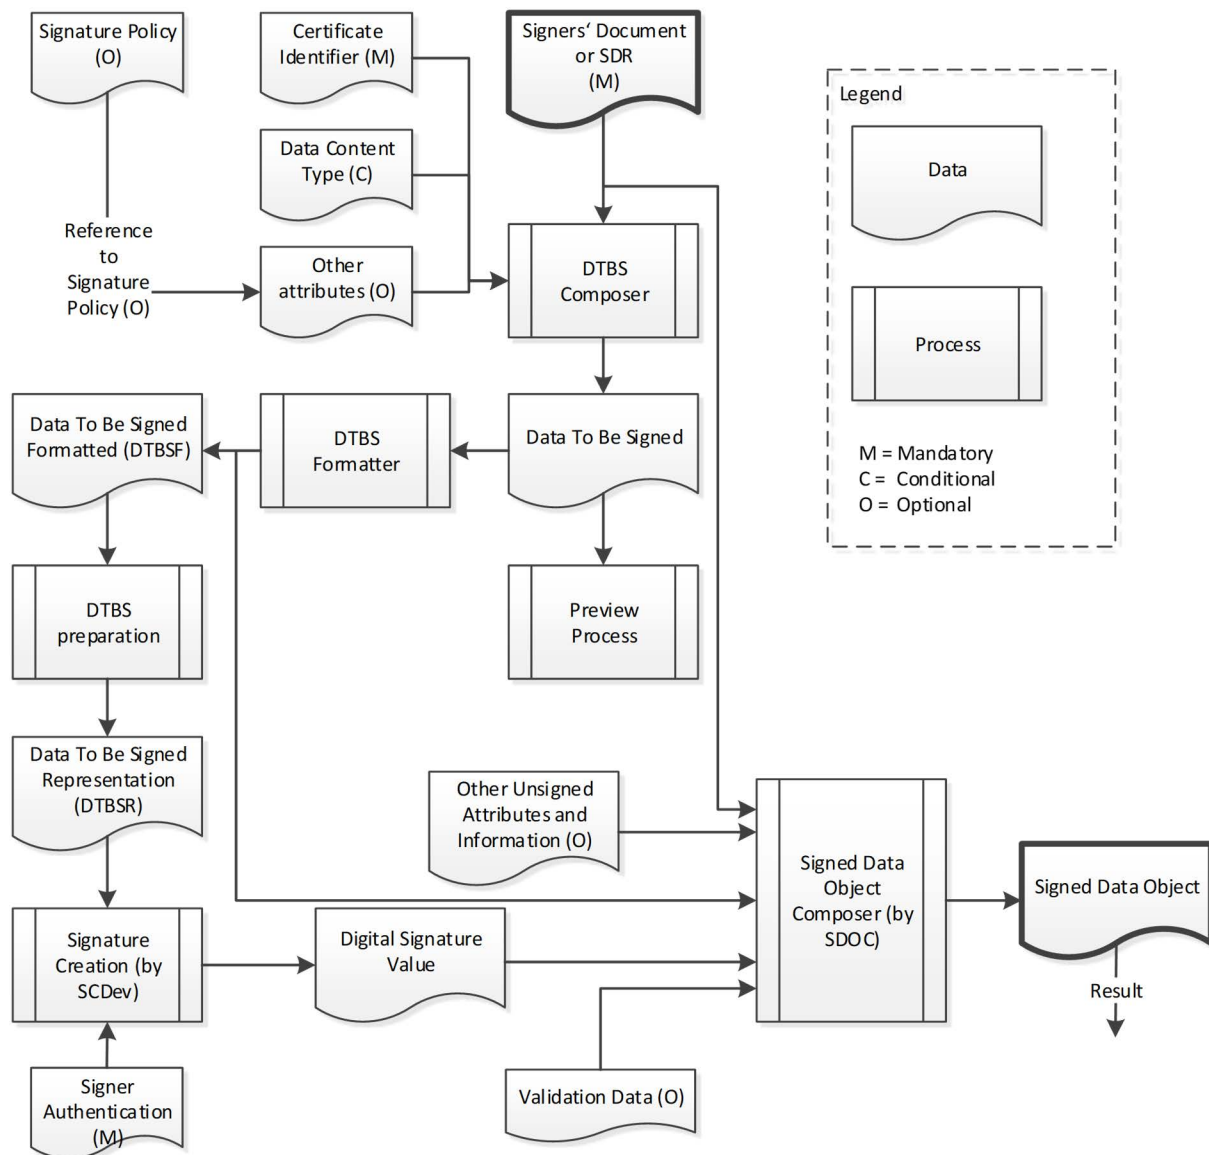 Signature Policy
(O)
Certificate
Identifier (M)
Signers‘ Document
or SDR
(M)
Legend
Data
Data Content
Type (C)
Reference
to
Signature
Policy (O)
Other
attributes (O)
DTBS
Composer
Process
M = Mandatory
C = Conditional
O = Optional
Data To Be Signed
Formatted (DTBSF)
DTBS
Formatter
Data To Be Signed
DTBS
preparation
Preview
Process
Data To Be Signed
Representation
(DTBSR)
Other Unsigned
Attributes and
Information (O)
Signed Data
Object
Composer (by
SDOC)
Signed Data Object
Result
Signature
Creation (by
SCDev)
Digital Signature
Value
Signer
Authentication
(M)
Validation Data (O)